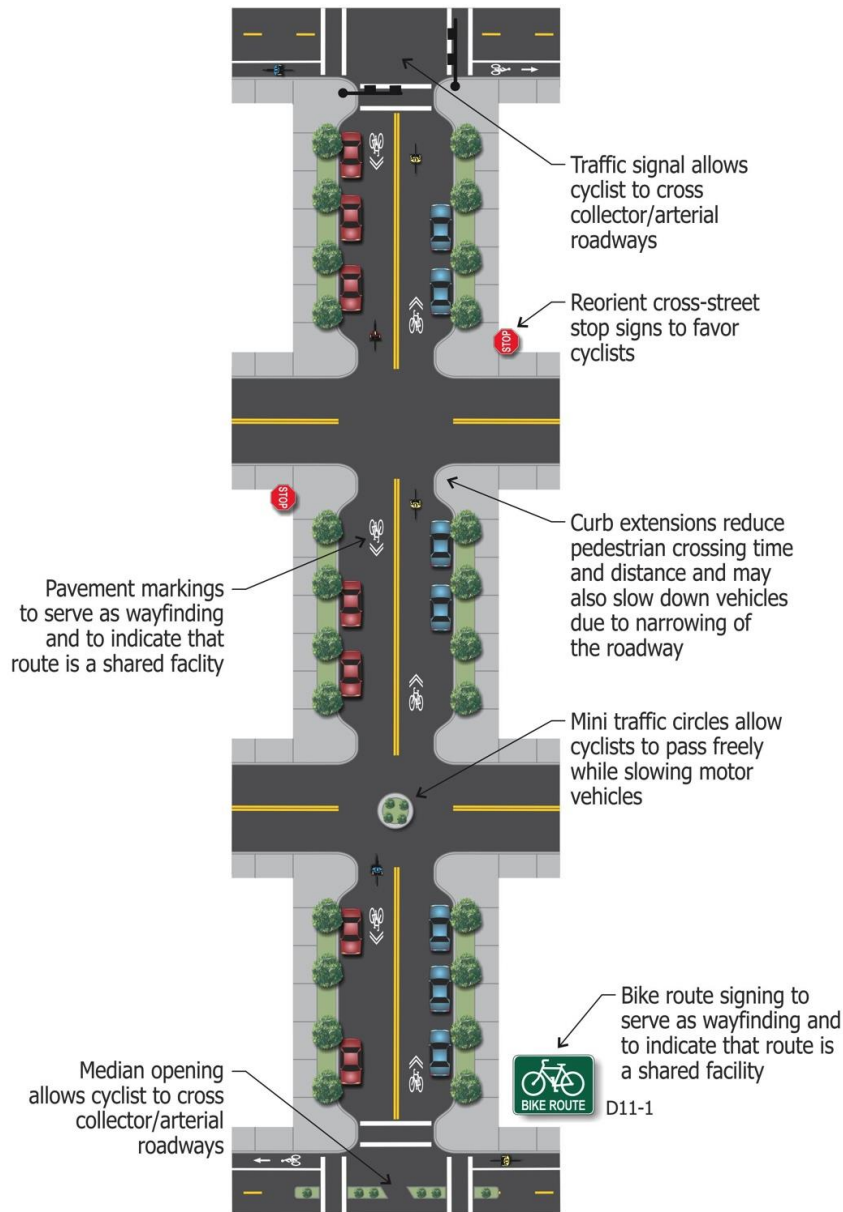 Traffic signal allows
cyclist to cross
collector/arterial
roadways
Reorient cross-street
stop signs to favor
cyclists
STOP
STOP
Curb extensions reduce
pedestrian crossing time
and distance and may
also slow down vehicles
due to narrowing of
the roadway
Pavement markings
to serve as wayfinding
and to indicate that
route is a shared faclity
Mini traffic circles allow
cyclists to pass freely
while slowing motor
vehicles
Bike route signing to
serve as wayfinding and
to indicate that route is
a shared facility
BIKE ROUTE
D11-1
Median opening
allows cyclist to cross
collector/arterial
roadways